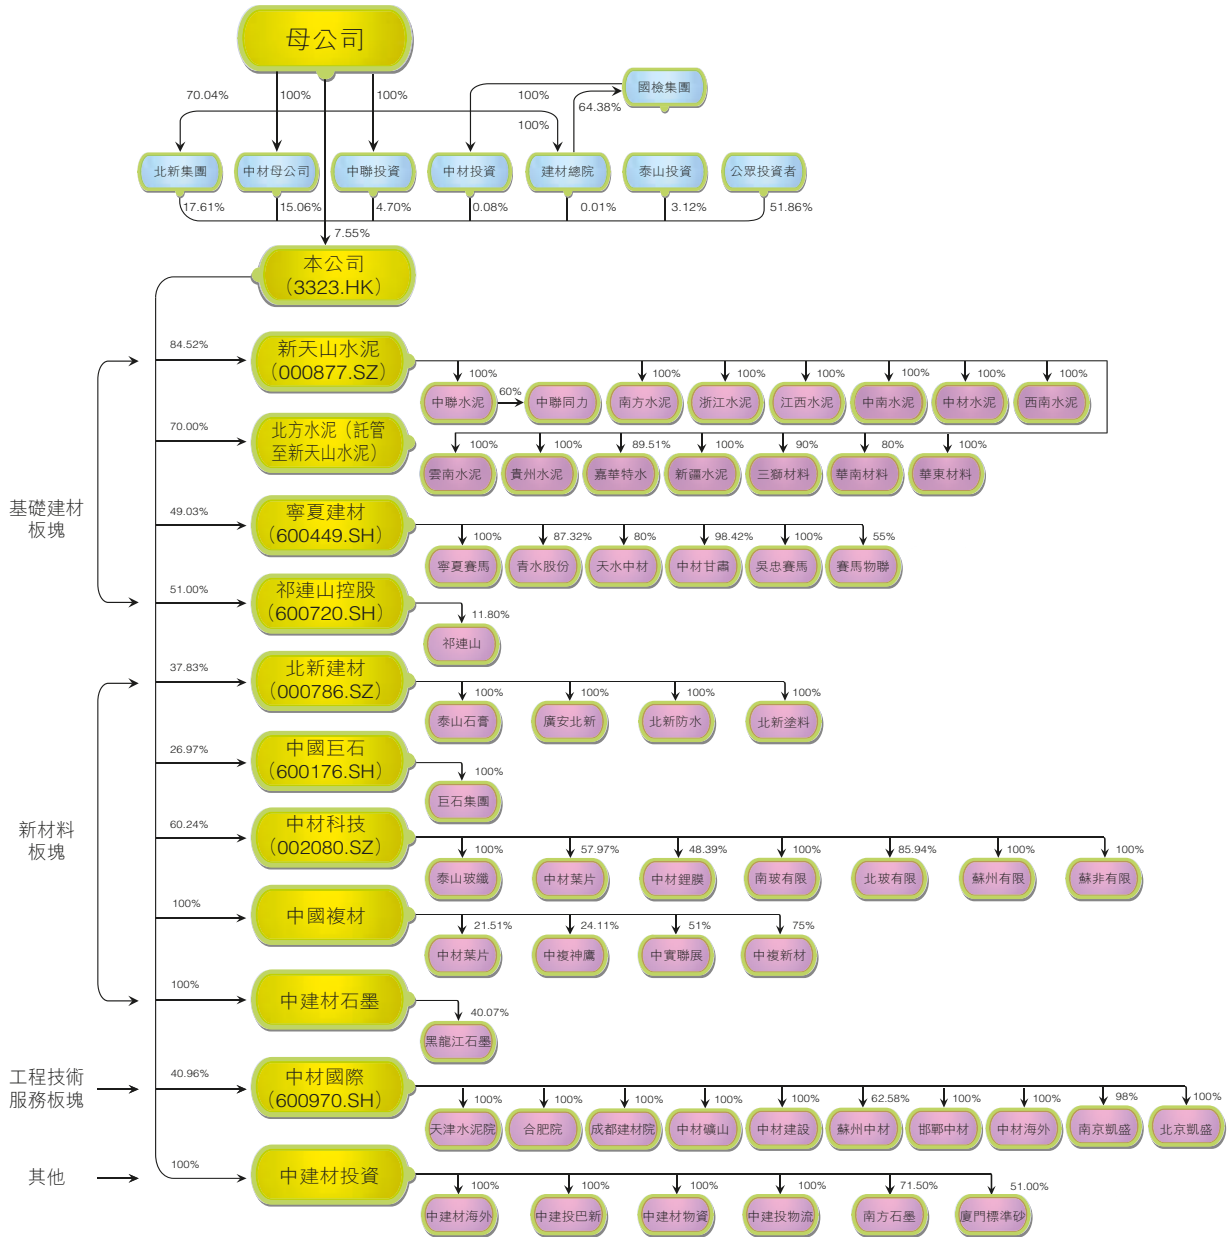 母公司
70.04%
100%
100%
100%
100%
64.38%
國檢集團
北新集團
中材母公司
中聯投資
中材投資
建材總院
泰山投資
公眾投資者
17.61%
15.06%
4.70%
0.08%
0.01%
3.12%
51.86%
7.55%
本公司
（3323.HK）
基礎建材
板塊
84.52%
新天山水泥
（000877.SZ）
100%
60%
100%
100%
100%
100%
100%
100%
中聯水泥
中聯同力
南方水泥
浙江水泥
江西水泥
中南水泥
中材水泥
西南水泥
70.00%
北方水泥（託管
至新天山水泥）
100%
100%
89.51%
100%
90%
80%
100%
雲南水泥
貴州水泥
嘉華特水
新疆水泥
三獅材料
華南材料
華東材料
49.03%
寧夏建材
（600449.SH）
100%
87.32%
80%
98.42%
100%
55%
寧夏賽馬
青水股份
天水中材
中材甘肅
吳忠賽馬
賽馬物聯
51.00%
祁連山控股
（600720.SH）
11.80%
祁連山
新材料
板塊
37.83%
北新建材
（000786.SZ）
100%
100%
100%
100%
泰山石膏
廣安北新
北新防水
北新塗料
26.97%
中國巨石
（600176.SH）
100%
巨石集團
60.24%
中材科技
（002080.SZ）
100%
57.97%
48.39%
100%
85.94%
100%
100%
泰山玻纖
中材葉片
中材鋰膜
南玻有限
北玻有限
蘇州有限
蘇非有限
100%
中國複材
21.51%
24.11%
51%
75%
中材葉片
中複神鷹
中實聯展
中複新材
100%
中建材石墨
40.07%
黑龍江石墨
工程技術
服務板塊
40.96%
中材國際
（600970.SH）
100%
100%
100%
100%
100%
62.58%
100%
100%
98%
100%
天津水泥院
合肥院
成都建材院
中材礦山
中材建設
蘇州中材
邯鄲中材
中材海外
南京凱盛
北京凱盛
其他
100%
中建材投資
100%
100%
100%
100%
71.50%
51.00%
中建材海外
中建投巴新
中建材物資
中建投物流
南方石墨
廈門標準砂